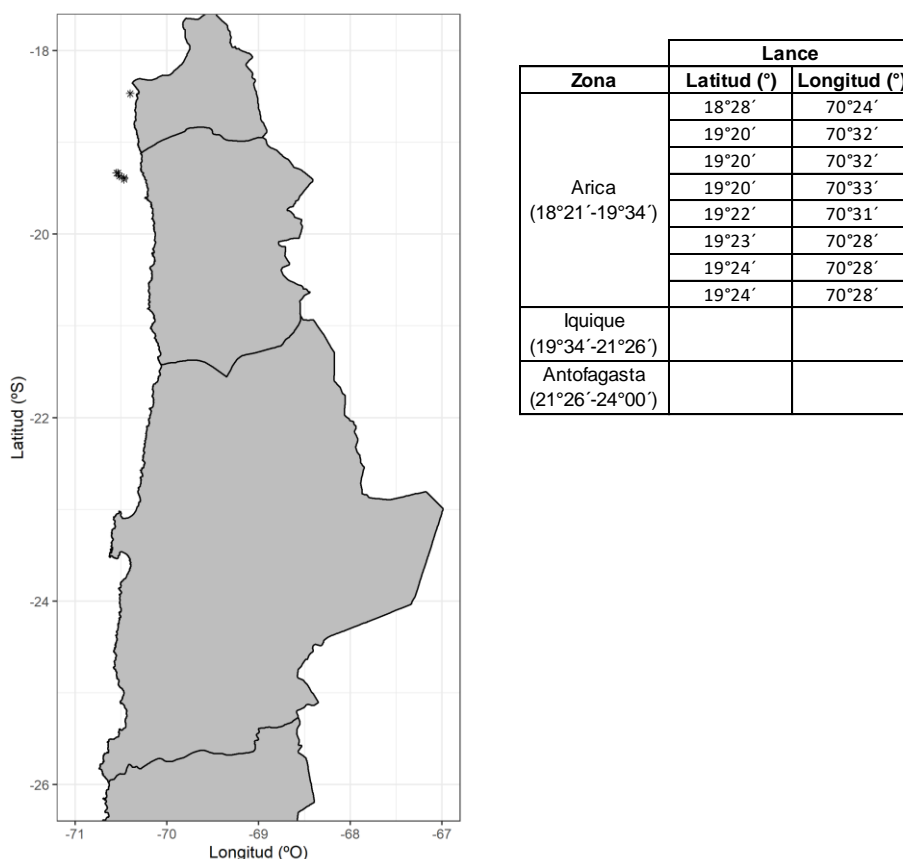 -18
-20
-22
-24
-26
Latitud (ºS)
-71 -70 -69 -68 -67
Longitud (ºO)
Lance
Zona Latitud (°) Longitud (°)
Arica
(18°21´-19°34´)
18°28´ 70°24´
19°20´ 70°32´
19°20´ 70°32´
19°20´ 70°33´
19°22´ 70°31´
19°23´ 70°28´
19°24´ 70°28´
19°24´ 70°28´
Iquique
(19°34´-21°26´)
Antofagasta
(21°26´-24°00´)